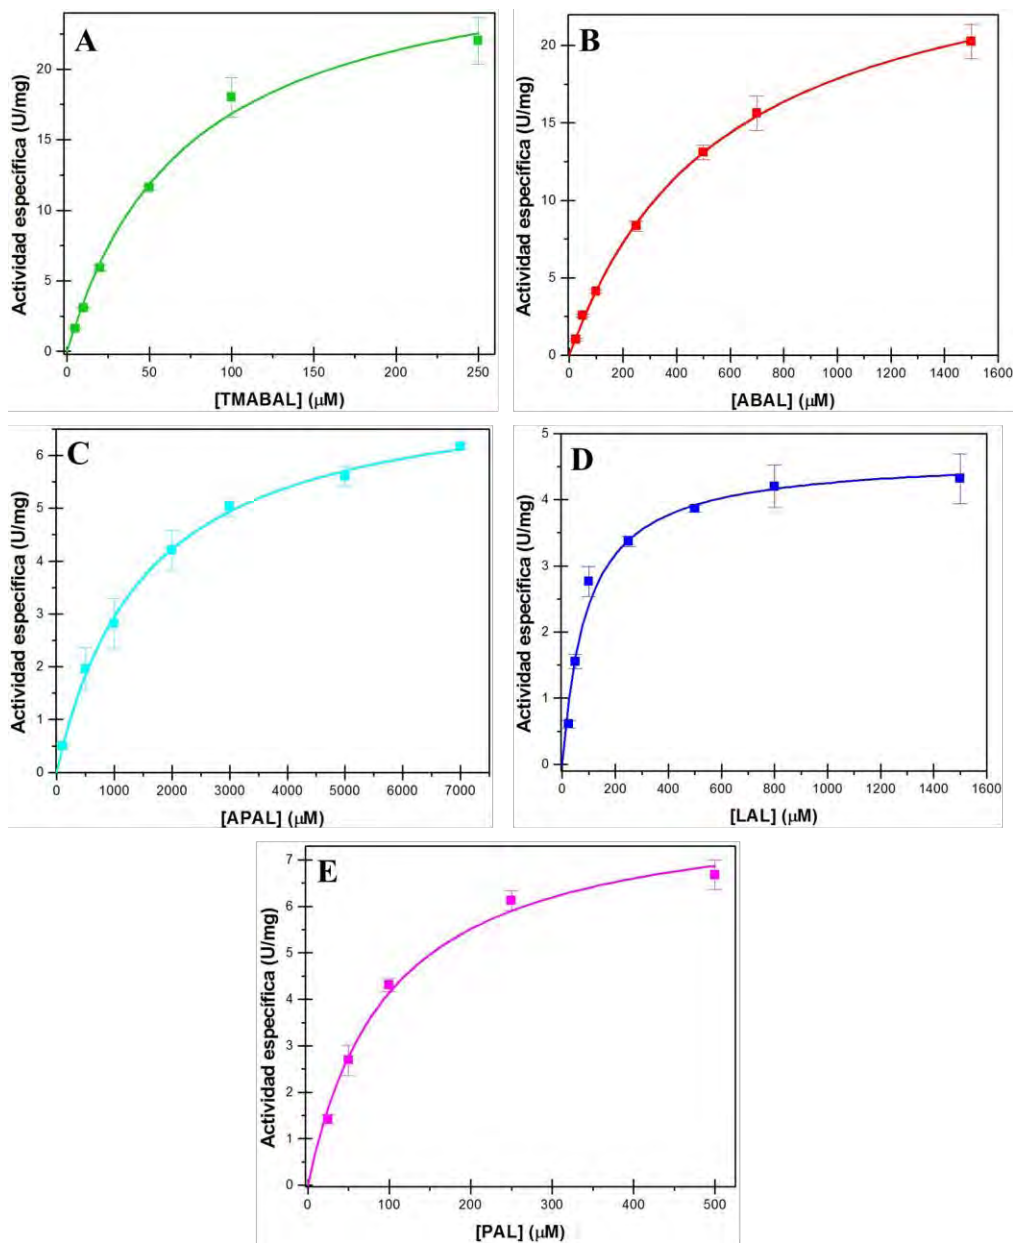 A
Actividad específica (U/mg)
20
15
10
5
0
0 50 100 150 200 250
[TMABAL] (μM)
B
Actividad específica (U/mg)
20
15
10
5
0
0 200 400 600 800 1000 1200 1400 1600
[ABAL] (μM)
C
Actividad específica (U/mg)
6
5
4
3
2
1
0
0 1000 2000 3000 4000 5000 6000 7000
[APAL] (μM)
D
Actividad específica (U/mg)
5
4
3
2
1
0
0 200 400 600 800 1000 1200 1400 1600
[LAL] (μM)
E
Actividad específica (U/mg)
7
6
5
4
3
2
1
0
0 100 200 300 400 500
[PAL] (μM)